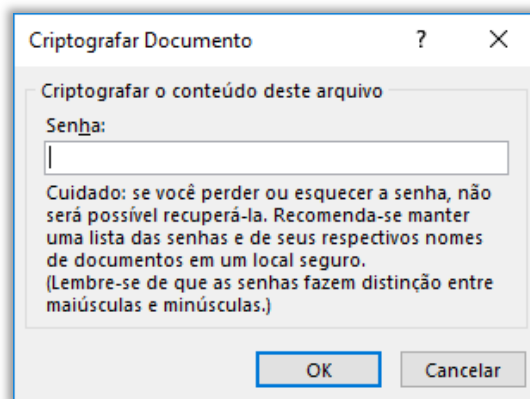 Criptografar Documento ? ×
Criptografar o conteúdo deste arquivo
Senha:
Cuidado: se você perder ou esquecer a senha, não
será possível recuperá-la. Recomenda-se manter
uma lista das senhas e de seus respectivos nomes
de documentos em um local seguro.
(Lembre-se de que as senhas fazem distinção entre
maiúsculas e minúsculas.)
OK Cancelar